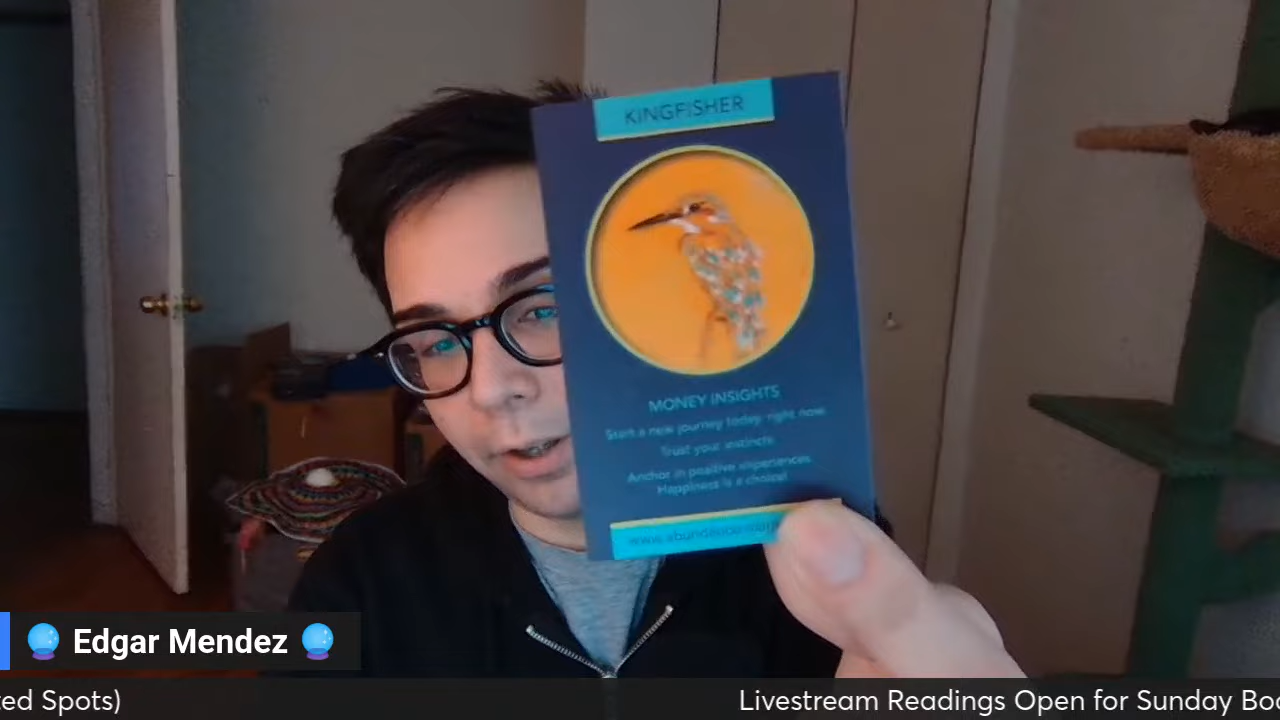 KINGFISHER
MONEY INSIGHTS
Start a new journey today, right now.
Trust your instincts.
Anchor in positive experiences.
Happiness is a choice!
🔮 Edgar Mendez 🔮
ted Spots)
Livestream Readings Open for Sunday Boo